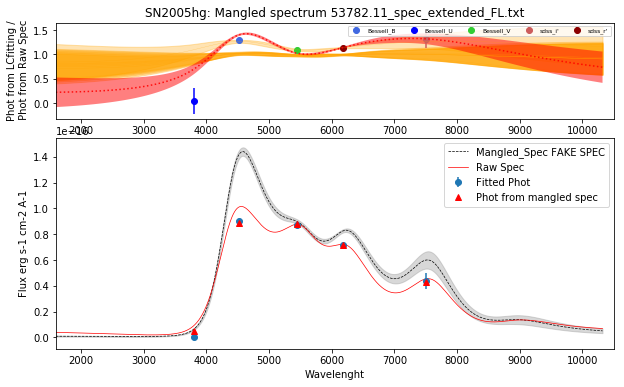 SN2005hg: Mangled spectrum 53782.11_spec_extended_FL.txt
Phot from LCfitting /
Phot from Raw Spec
1.5
1.0
0.5
0.0
Bessell_B
Bessell_U
Bessell_V
sdss_i'
sdss_r'
2000 3000 4000 5000 6000 7000 8000 9000 10000
1e−16
Flux erg s-1 cm-2 A-1
1.4
1.2
1.0
0.8
0.6
0.4
0.2
0.0
Mangled_Spec FAKE SPEC
Raw Spec
Fitted Phot
Phot from mangled spec
2000 3000 4000 5000 6000 7000 8000 9000 10000
Wavelenght